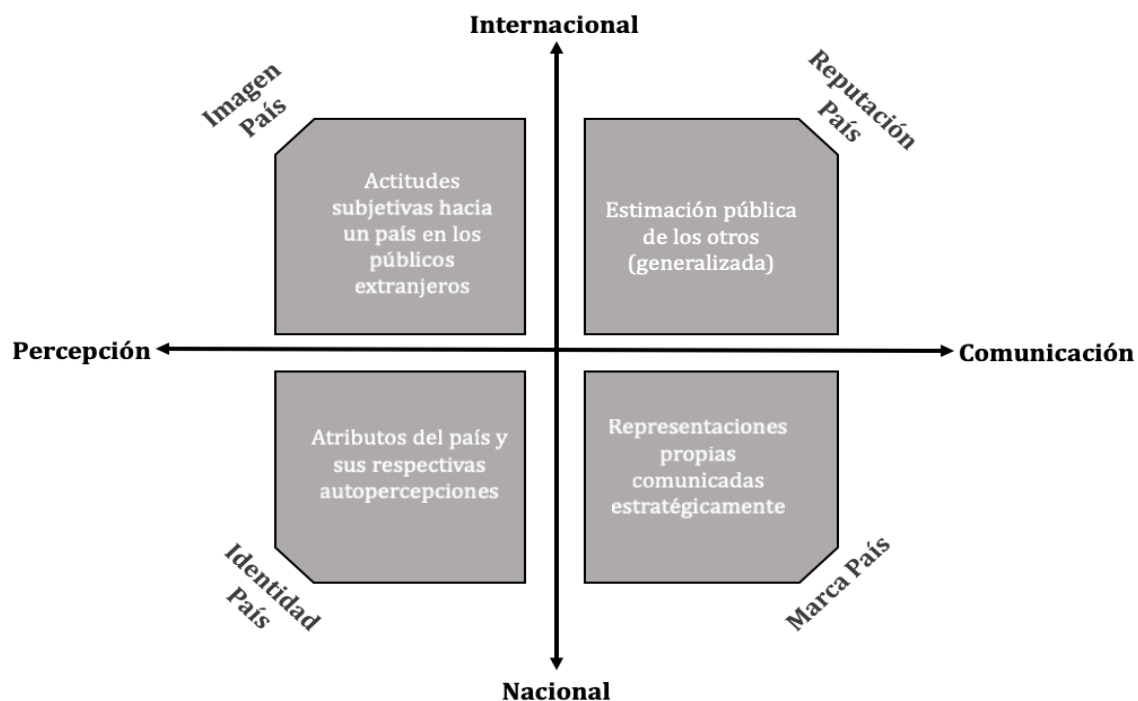 Internacional
Imagen
País
Reputación
País
Actitudes
subjetivas hacia
un país en los
públicos
extranjeros
Estimación pública
de los otros
(generalizada)
Percepción
Comunicación
Atributos del país y
sus respectivas
autopercepciones
Representaciones
propias
comunicadas
estratégicamente
Identidad
País
Marca País
Nacional